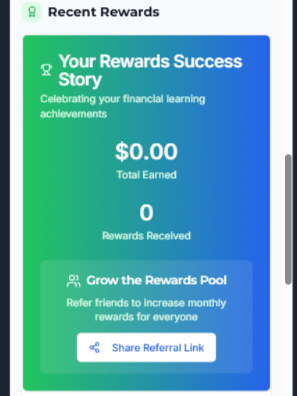 Recent Rewards
Your Rewards Success
Story
Celebrating your financial learning
achievements
$0.00
Total Earned
0
Rewards Received
Grow the Rewards Pool
Refer friends to increase monthly
rewards for everyone
Share Referral Link